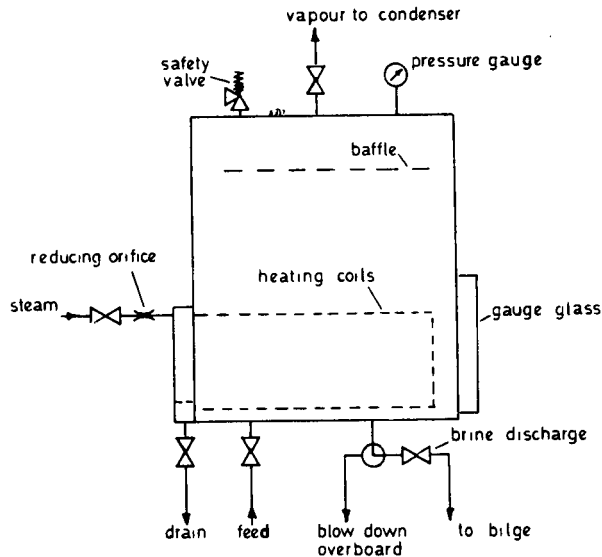 vapour to condenser
safety
valve
pressure gauge
baffle
reducing orifice
heating coils
steam
gauge glass
brine discharge
drain
feed
blow down
overboard
to bilge